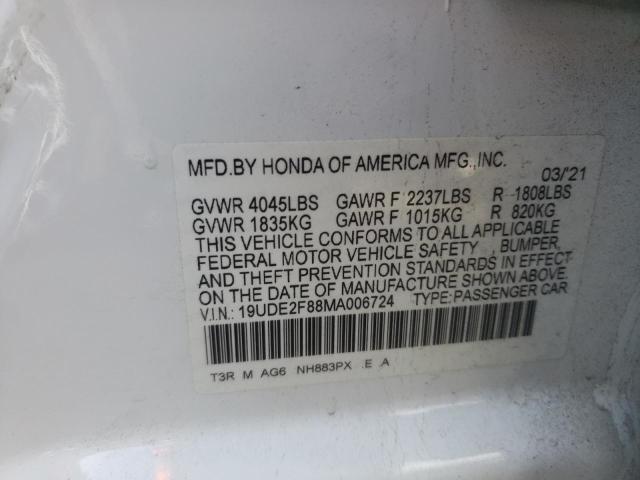 MFD.BY HONDA OF AMERICA MFG.,INC. 03/'21
GVWR 4045LBS GAWR F 2237LBS R 1808LBS
GVWR 1835KG GAWR F 1015KG R 820KG
THIS VEHICLE CONFORMS TO ALL APPLICABLE
FEDERAL MOTOR VEHICLE SAFETY , BUMPER,
AND THEFT PREVENTION STANDARDS IN EFFECT
ON THE DATE OF MANUFACTURE SHOWN ABOVE.
V.I.N.: 19UDE2F88MA006724 TYPE:PASSENGER CAR
T3R M AG6 NH883PX .E .A